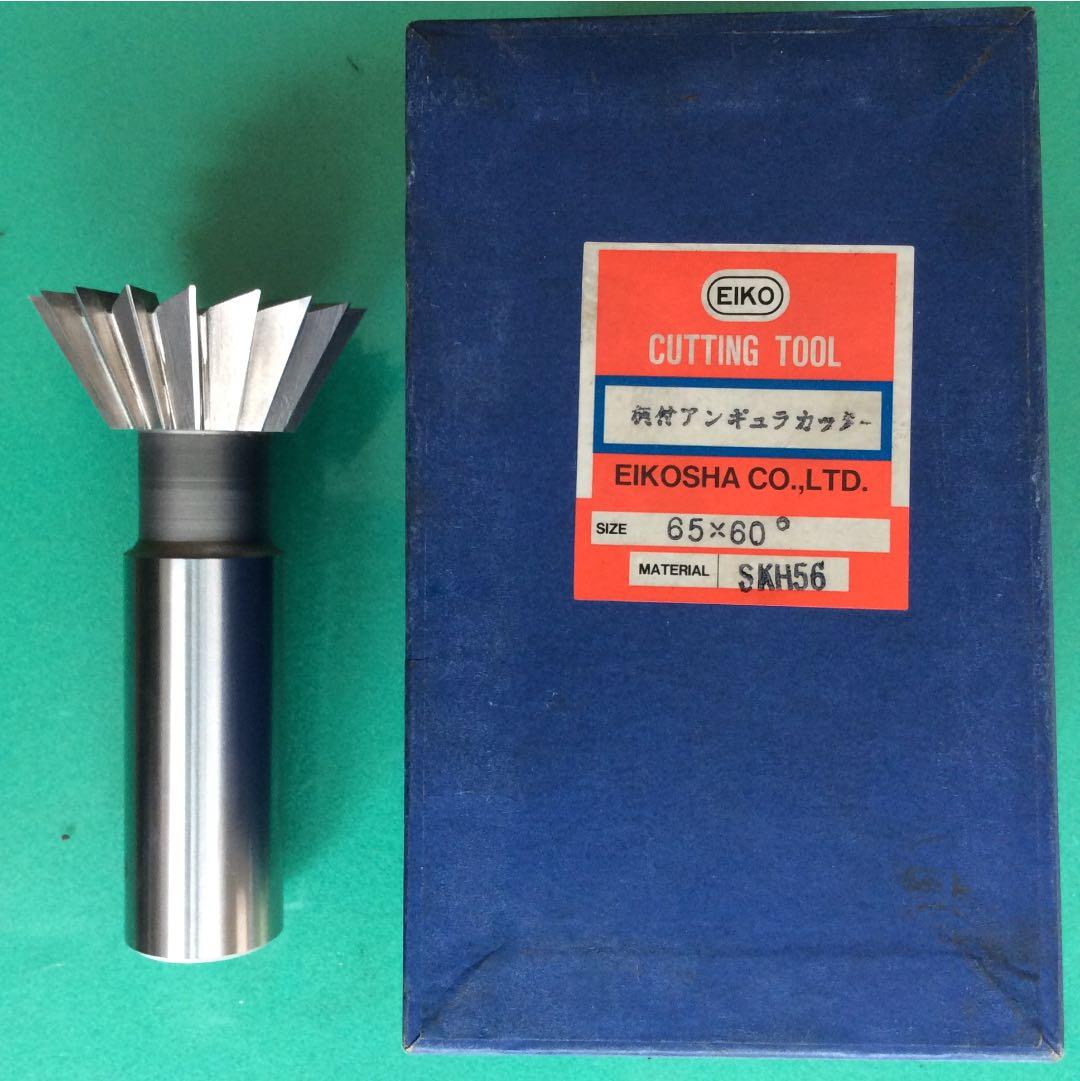 EIKO
CUTTING TOOL
柄付アンギュラカッター
EIKOSHA CO.,LTD.
SIZE 65×60°
MATERIAL SKH56